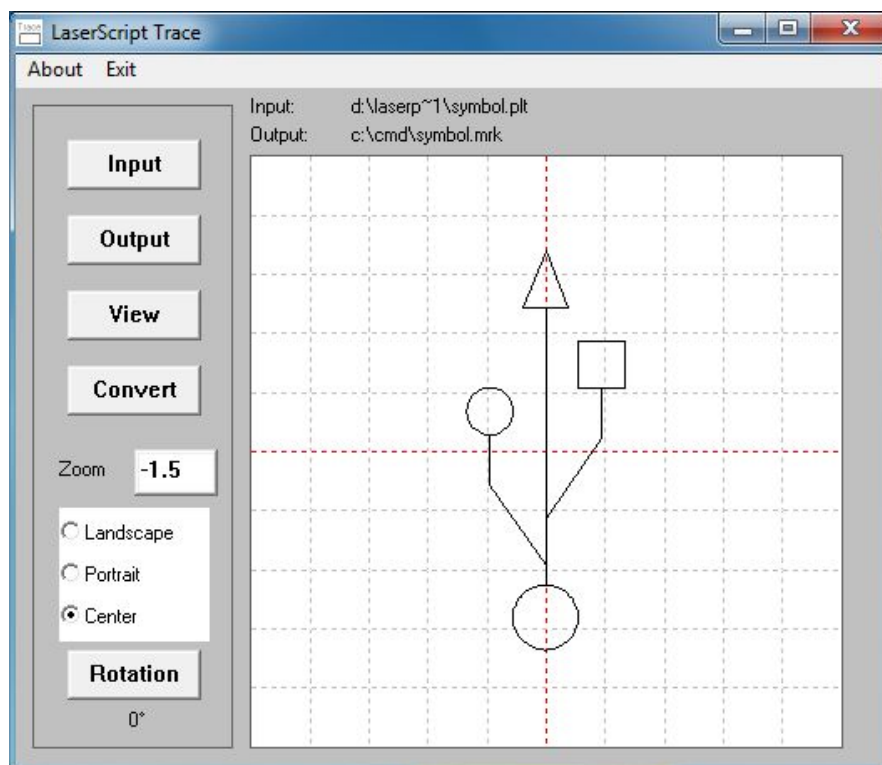 Trace
LaserScript Trace
About Exit
Input: d:\laserp~1\symbol.plt
Output: c:\cmd\symbol.mrk
Input
Output
View
Convert
Zoom -1.5
Landscape
Portrait
Center
Rotation
0°